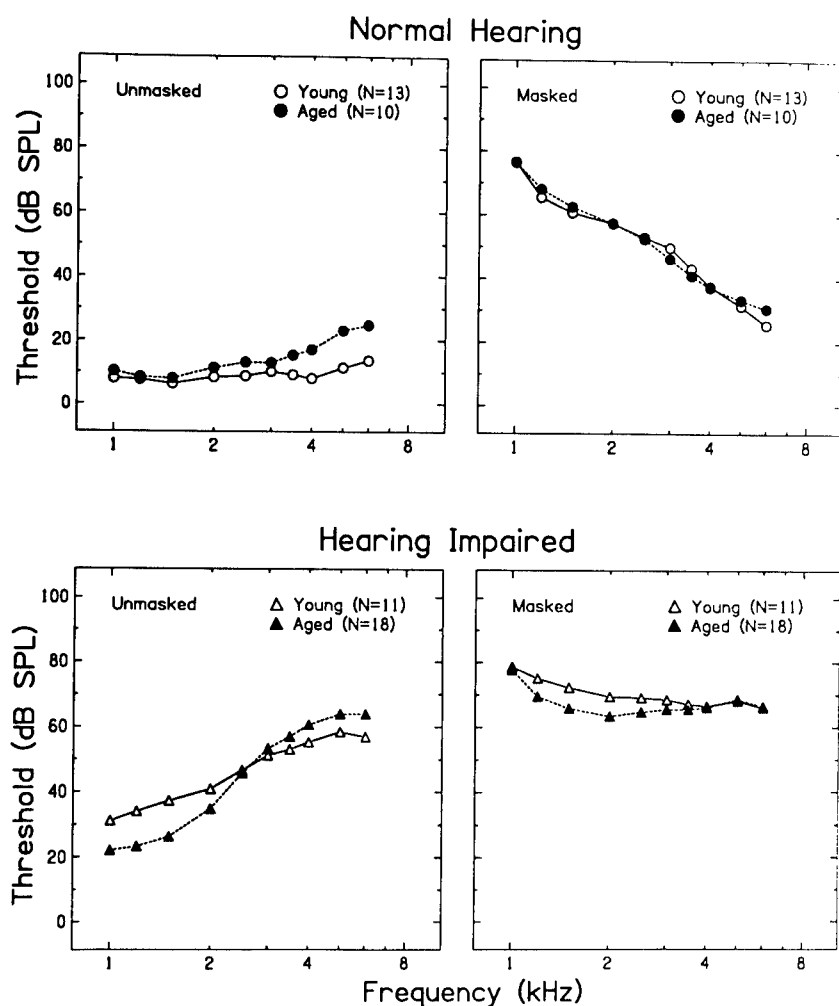 Normal Hearing
Unmasked
Young (N=13)
Aged (N=10)
Masked
Young (N=13)
Aged (N=10)
Threshold (dB SPL)
100
80
60
40
20
0
1 2 4 8
1 2 4 8
Hearing Impaired
Unmasked
Young (N=11)
Aged (N=18)
Masked
Young (N=11)
Aged (N=18)
Threshold (dB SPL)
100
80
60
40
20
0
1 2 4 8
1 2 4 8
Frequency (kHz)